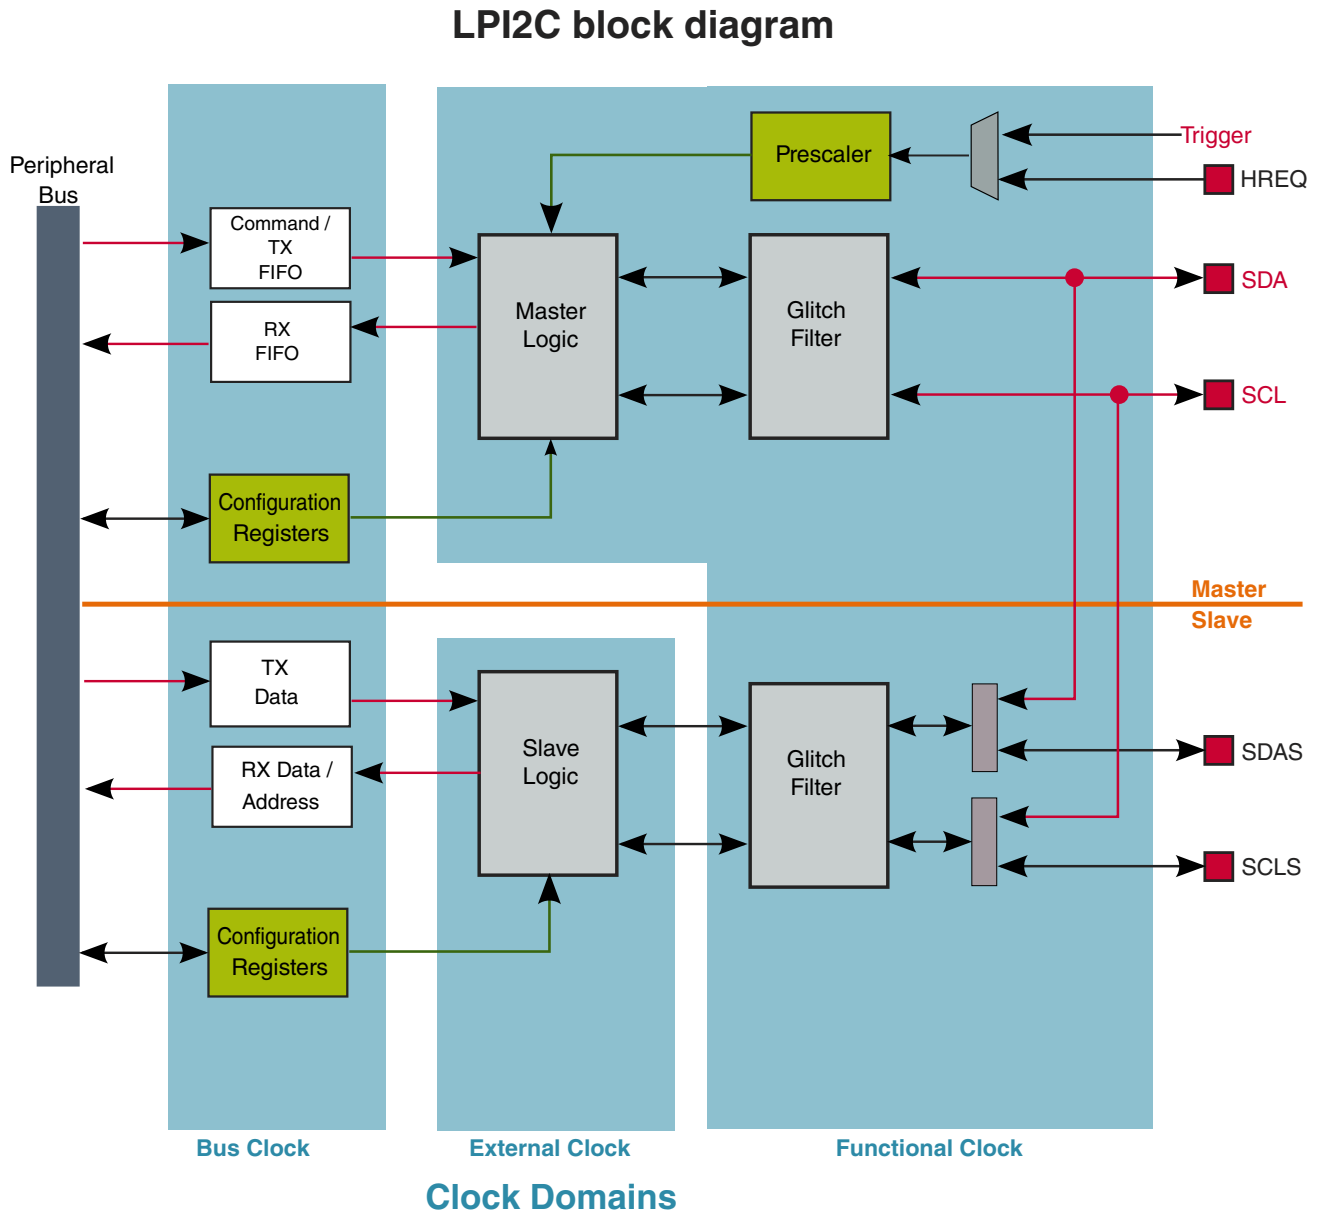 LPI2C block diagram
Peripheral
Bus
Command /
TX
FIFO
RX
FIFO
Configuration
Registers
Master
Logic
Prescaler
Glitch
Filter
Trigger
HREQ
SDA
SCL
Master
Slave
TX
Data
RX Data /
Address
Configuration
Registers
Slave
Logic
Glitch
Filter
SDAS
SCLS
Bus Clock
External Clock
Functional Clock
Clock Domains